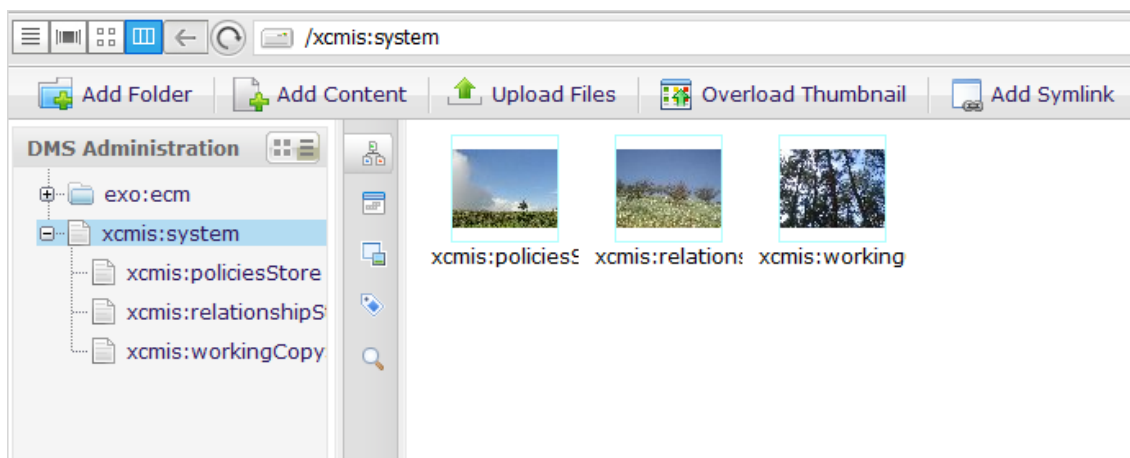 /xcmis:system
Add Folder Add Content Upload Files Overload Thumbnail Add Symlink
DMS Administration
exo:ecm
xcmis:system
xcmis:policiesStore
xcmis:relationshipS
xcmis:workingCopy
xcmis:policiesS xcmis:relations xcmis:working